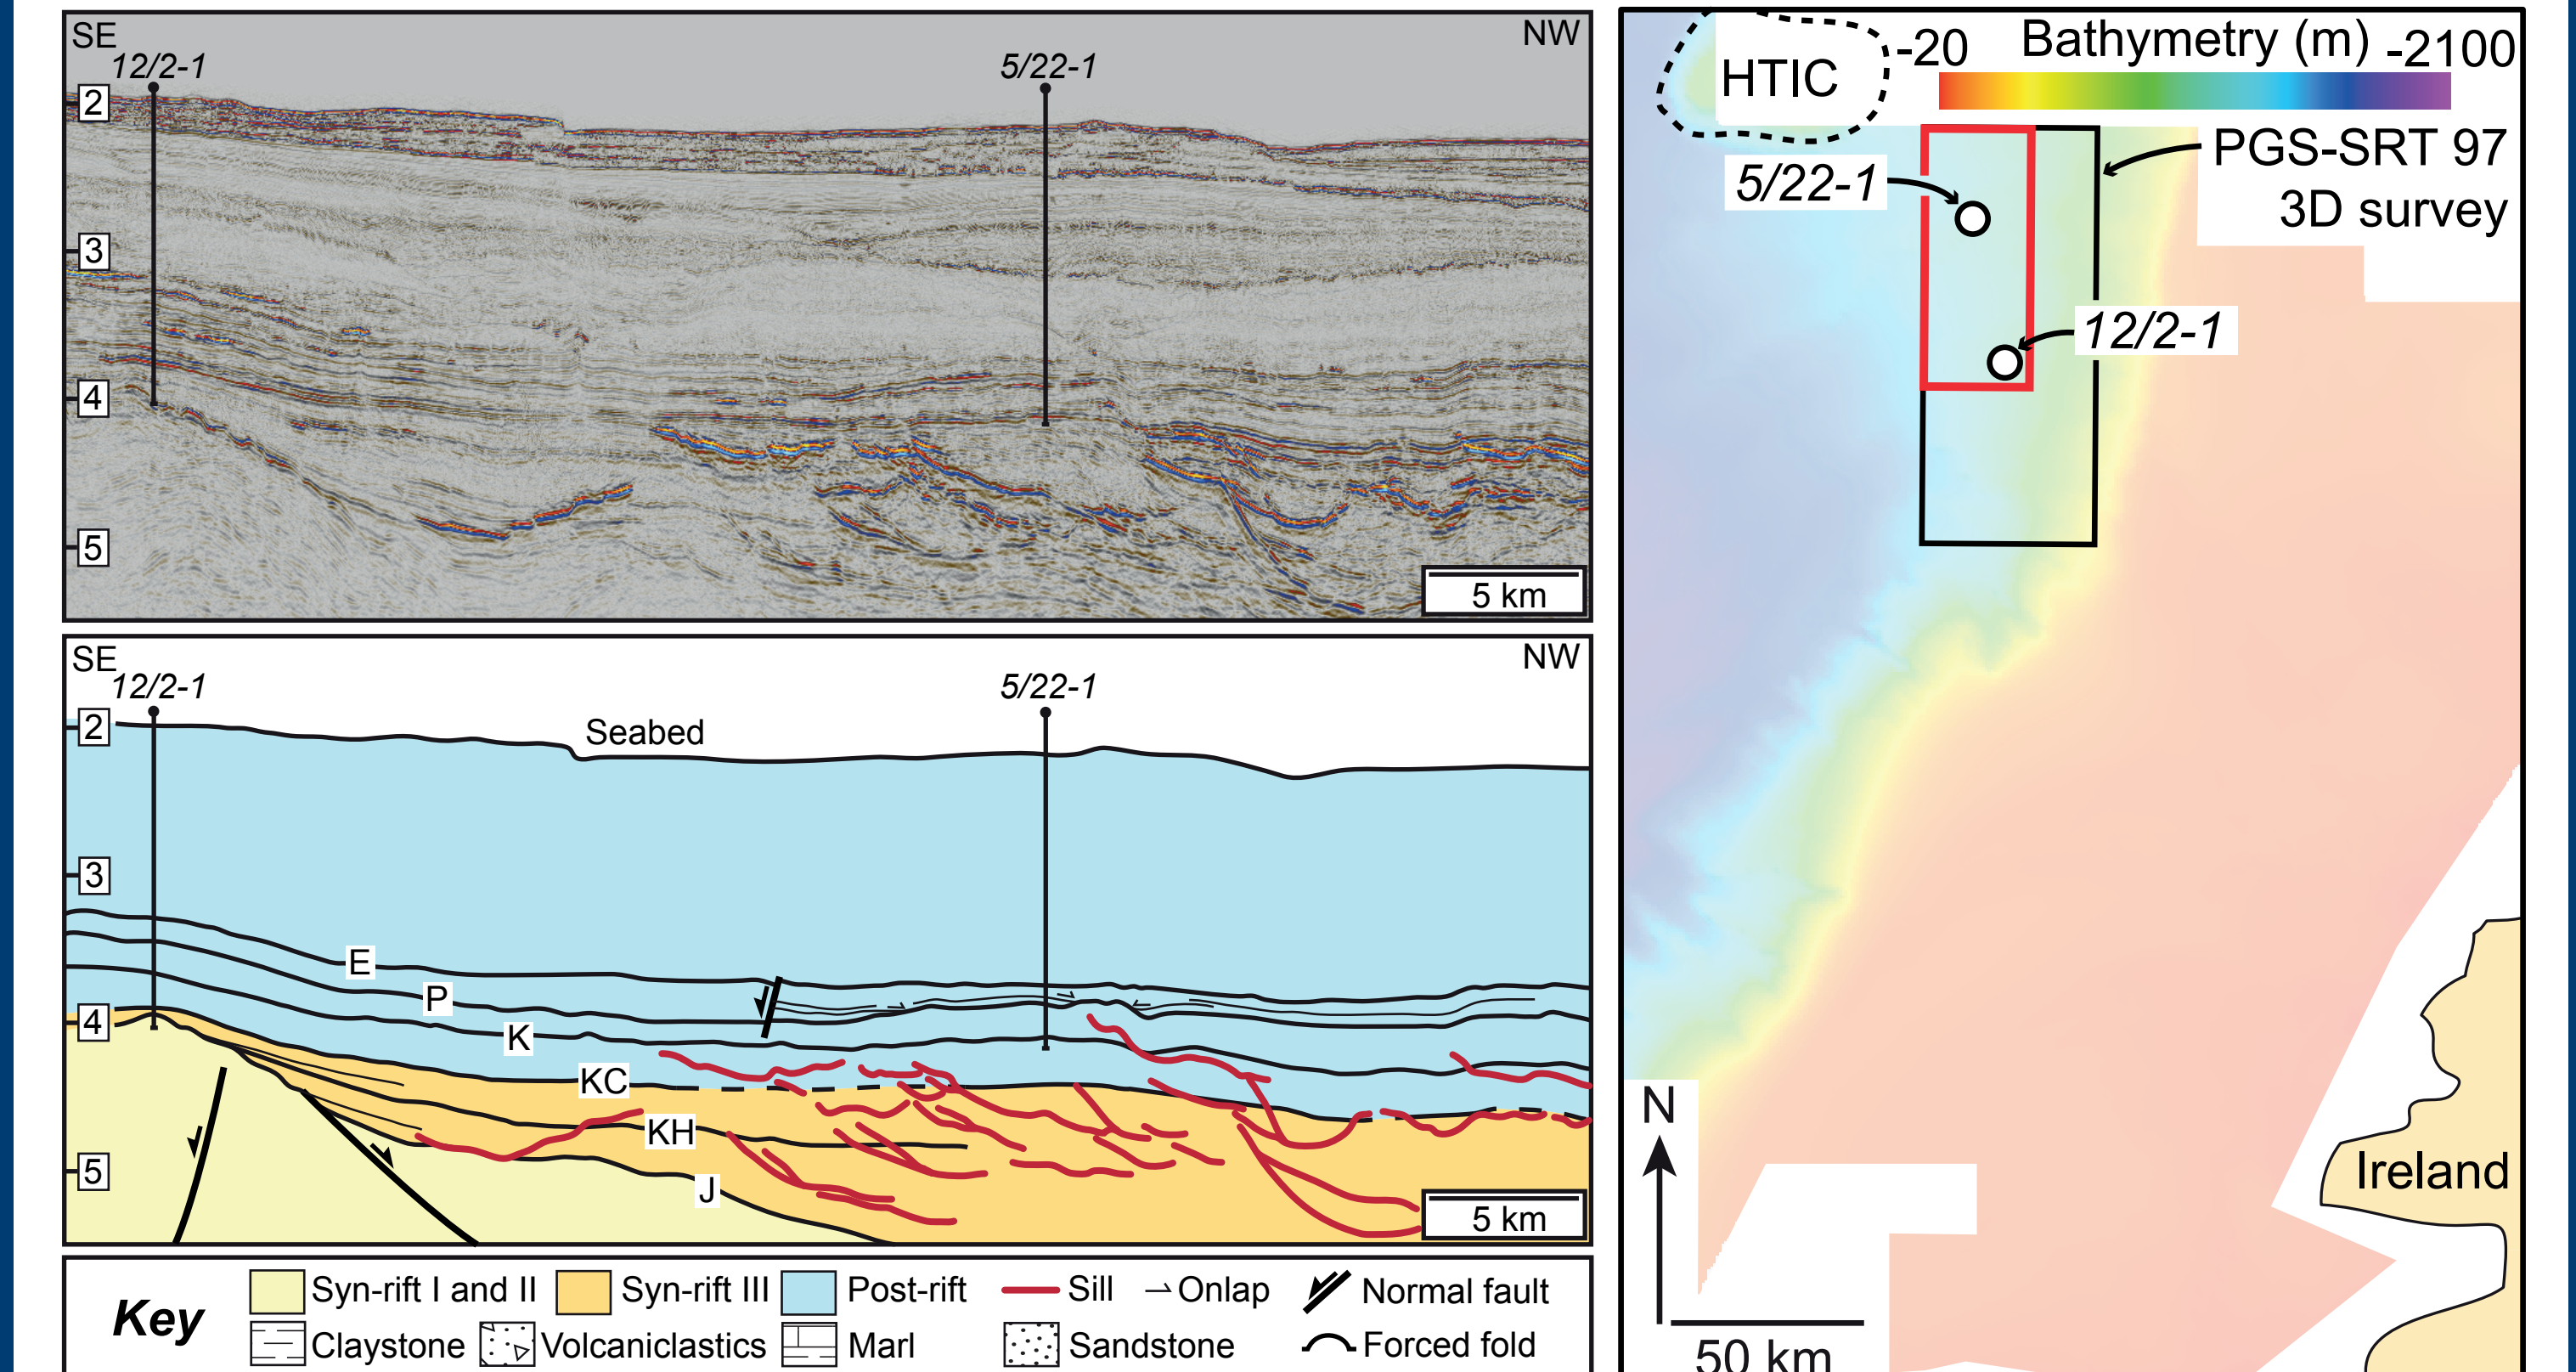 SE
NW
12/2-1
5/22-1
2
3
4
5
5 km
SE
NW
12/2-1
5/22-1
Seabed
2
3
4
5
E
P
K
KC
KH
J
5 km
Key
Syn-rift I and II
Syn-rift III
Post-rift
Sill
Onlap
Normal fault
Claystone
Volcaniclastics
Marl
Sandstone
Forced fold
HTIC
-20
Bathymetry (m)
-2100
PGS-SRT 97
3D survey
5/22-1
12/2-1
N
Ireland
50 km